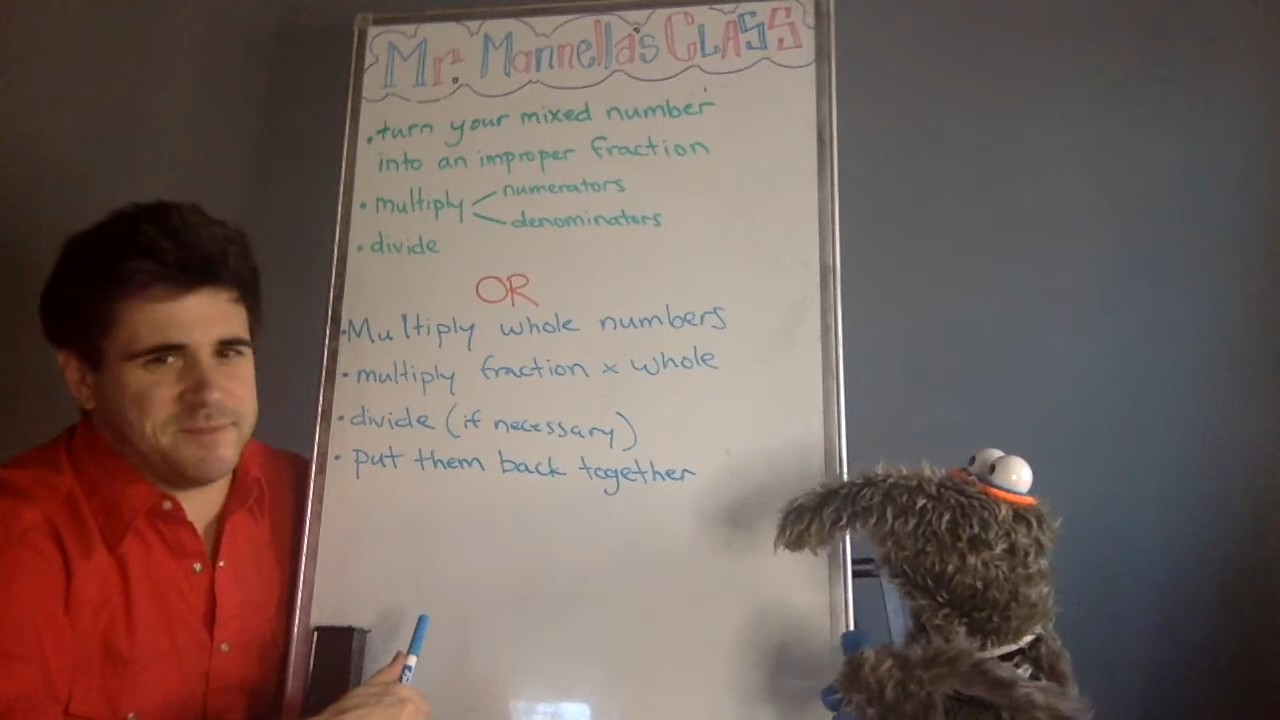 Mr. Mannella's CLASS
• turn your mixed number
into an improper fraction
• multiply numerators
denominators
• divide
OR
• Multiply whole numbers
• multiply fraction x whole
• divide (if necessary)
• put them back together